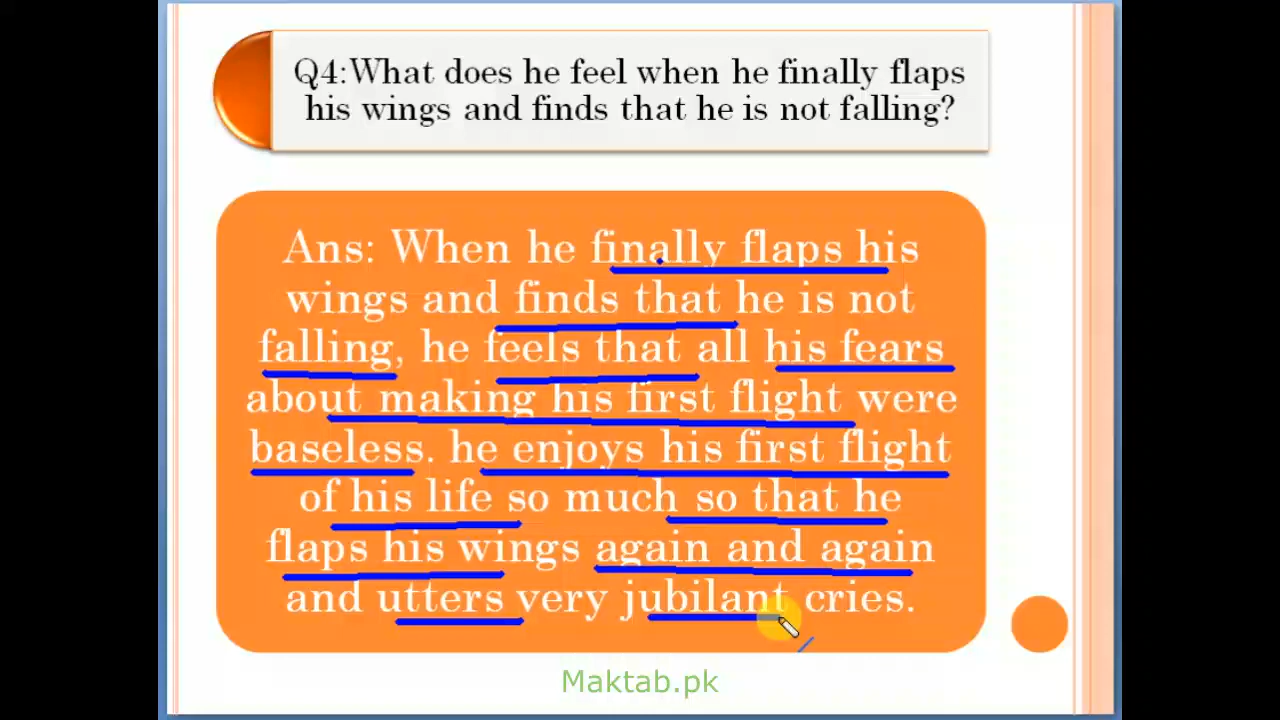 Q4:What does he feel when he finally flaps
his wings and finds that he is not falling?
Ans: When he finally flaps his
wings and finds that he is not
falling, he feels that all his fears
about making his first flight were
baseless. he enjoys his first flight
of his life so much so that he
flaps his wings again and again
and utters very jubilant cries.
Maktab.pk